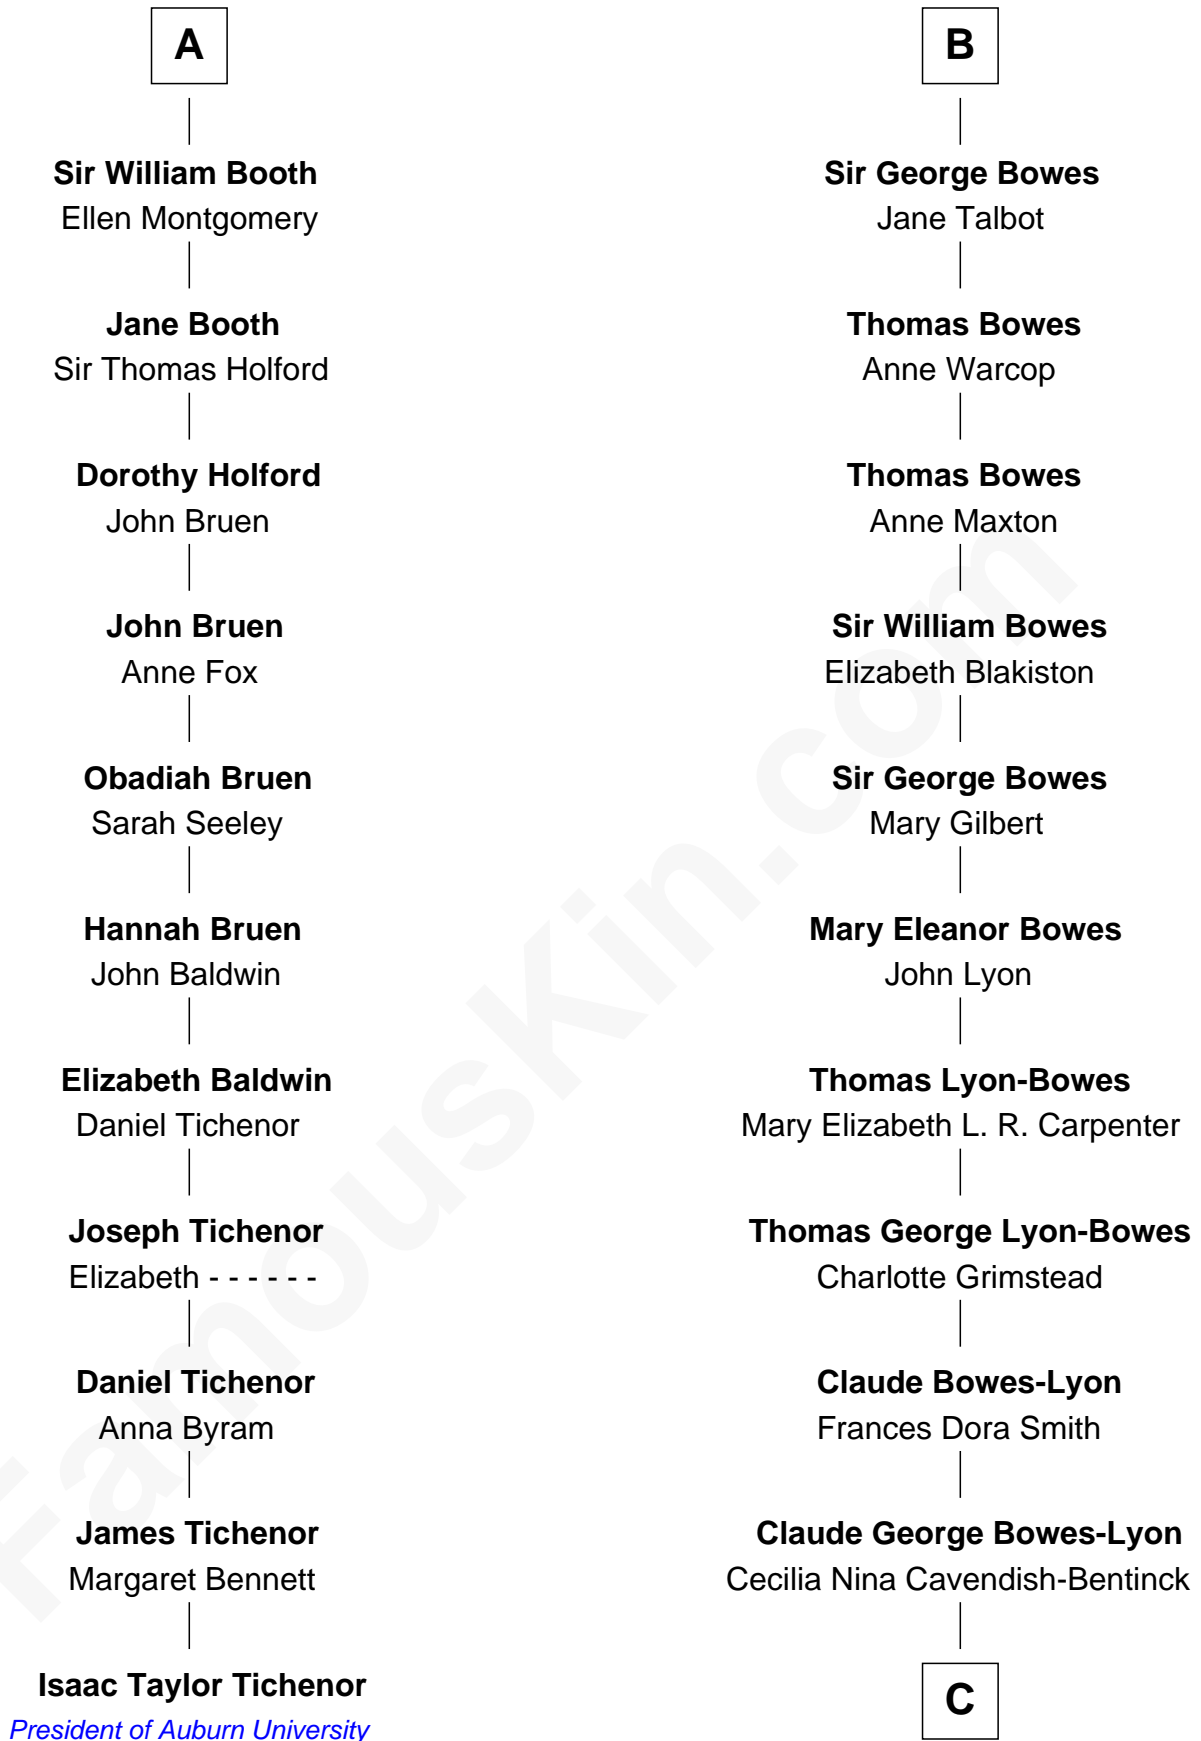 A
Sir William Booth
Ellen Montgomery
Jane Booth
Sir Thomas Holford
Dorothy Holford
John Bruen
John Bruen
Anne Fox
Obadiah Bruen
Sarah Seeley
Hannah Bruen
John Baldwin
Elizabeth Baldwin
Daniel Tichenor
Joseph Tichenor
Elizabeth - - - - - -
Daniel Tichenor
Anna Byram
James Tichenor
Margaret Bennett
Isaac Taylor Tichenor
President of Auburn University
B
Sir George Bowes
Jane Talbot
Thomas Bowes
Anne Warcop
Thomas Bowes
Anne Maxton
Sir William Bowes
Elizabeth Blakiston
Sir George Bowes
Mary Gilbert
Mary Eleanor Bowes
John Lyon
Thomas Lyon-Bowes
Mary Elizabeth L. R. Carpenter
Thomas George Lyon-Bowes
Charlotte Grimstead
Claude Bowes-Lyon
Frances Dora Smith
Claude George Bowes-Lyon
Cecilia Nina Cavendish-Bentinck
C
FamousKin.com